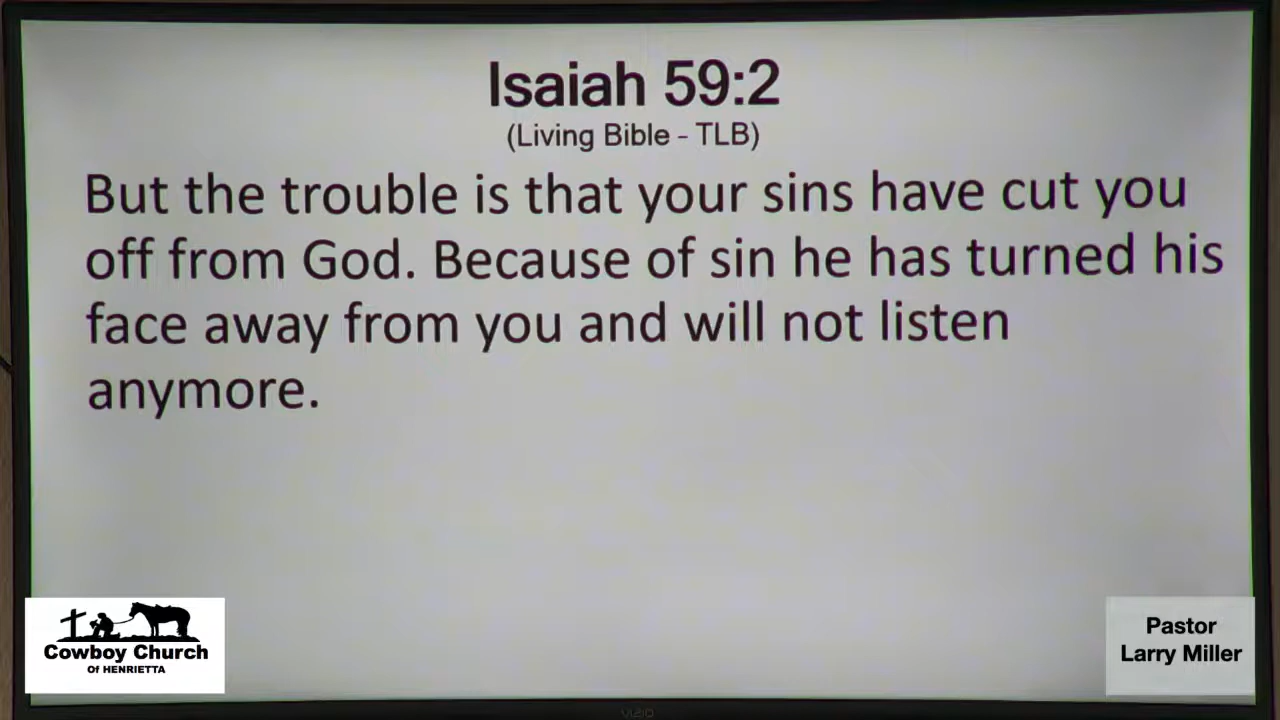 Isaiah 59:2
(Living Bible - TLB)
But the trouble is that your sins have cut you
off from God. Because of sin he has turned his
face away from you and will not listen
anymore.
Cowboy Church
Of HENRIETTA
Pastor
Larry Miller
VIZIO